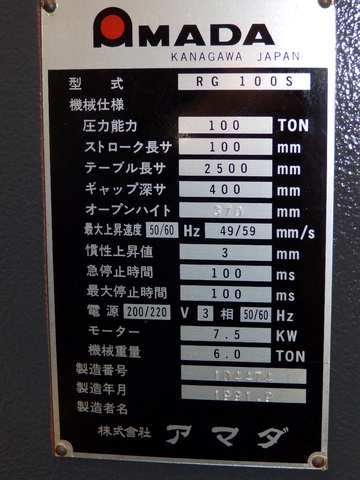 AMADA
KANAGAWA JAPAN
型式 RG 100S
機械仕様
圧力能力 100 TON
ストローク長サ 100 mm
テーブル長サ 2500 mm
ギャップ深サ 400 mm
オープンハイト 370 mm
最大上昇速度 50/60 Hz 49/59 mm/s
慣性上昇値 3 mm
急停止時間 100 ms
最大停止時間 100 ms
電源 200/220 V 3 相 50/60 Hz
モーター 7.5 KW
機械重量 6.0 TON
製造番号 104474
製造年月
製造者名
株式会社 アマダ